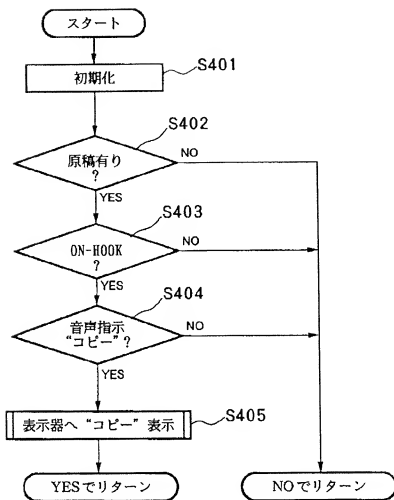 スタート
初期化
S401
S402
原稿有り
?
NO
YES
S403
ON-HOOK
?
NO
YES
S404
音声指示
“コピー”?
NO
YES
S405
表示器へ“コピー”表示
YESでリターン
NOでリターン